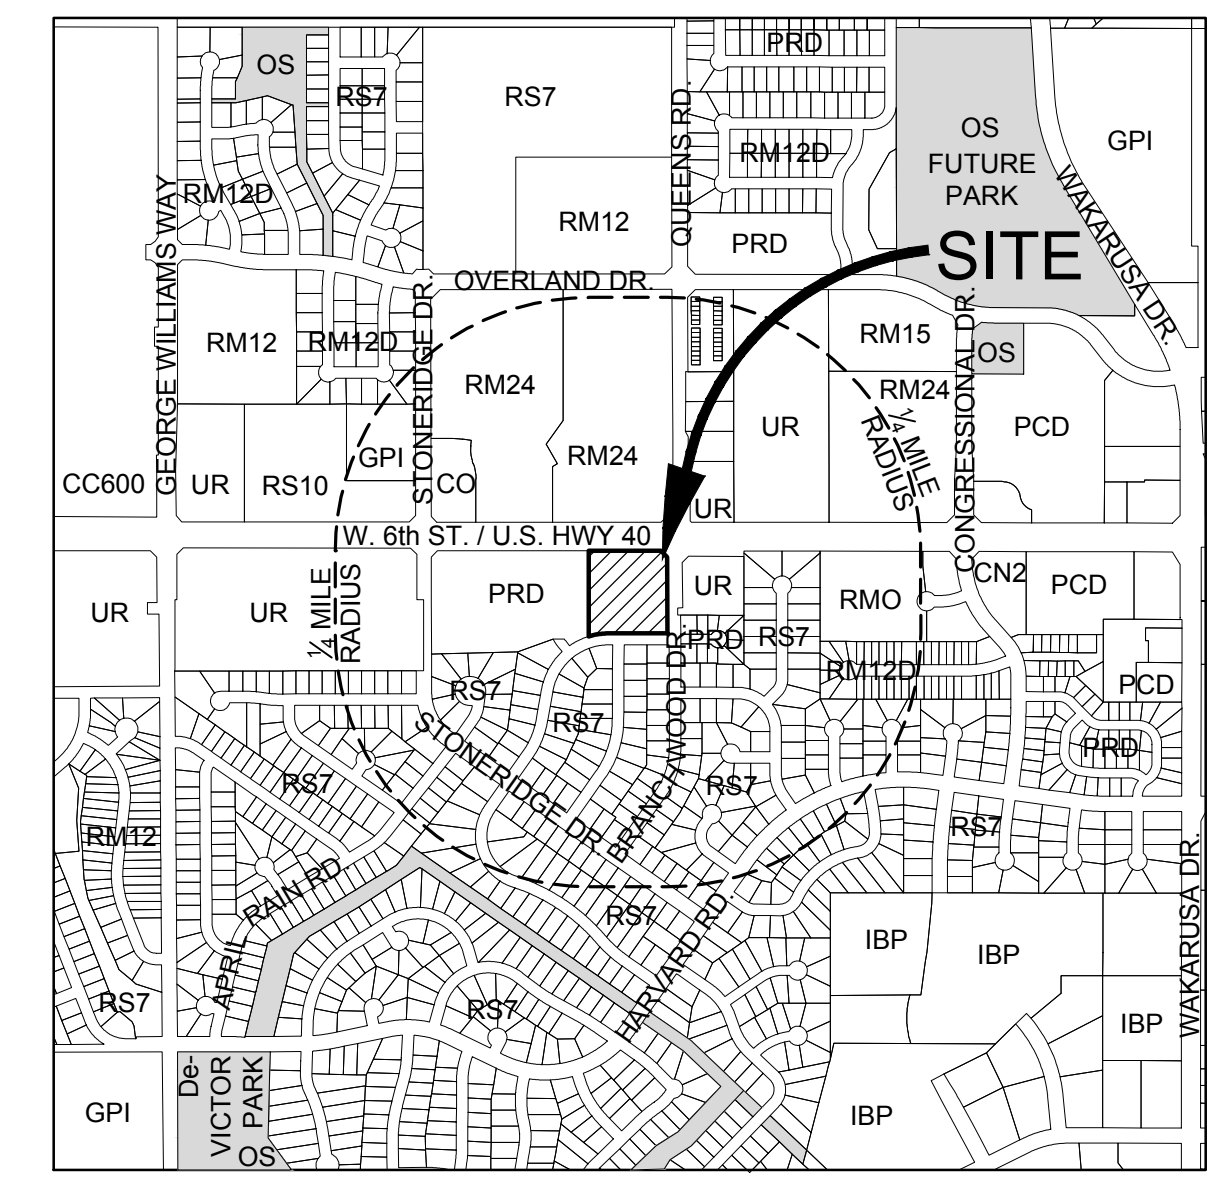 PRD
OS
RS7
RS7
OS
FUTURE
PARK
GPI
RM12D
RM12D
QUEENS RD.
WAKARUSA DR.
GEORGE WILLIAMS WAY
RM12
PRD
SITE
OVERLAND DR.
STONERIDGE DR.
CONGRESSIONAL DR.
RM12
RM12D
RM15
OS
RM24
RM24
¼ MILE
RADIUS
UR
PCD
GPI
RM24
CC600
UR
RS10
CO
UR
W. 6th ST. / U.S. HWY 40
¼ MILE
RADIUS
CN2
PCD
UR
UR
PRD
UR
RMO
PRD
RS7
RM12D
PCD
RS7
RS7
BRANCHWOOD DR.
STONERIDGE DR.
PRD
RS7
RS7
RM12
RS7
WAKARUSA DR.
APRIL RAIN RD.
RS7
HARVARD RD.
IBP
IBP
RS7
RS7
IBP
De-
VICTOR
PARK
OS
GPI
IBP